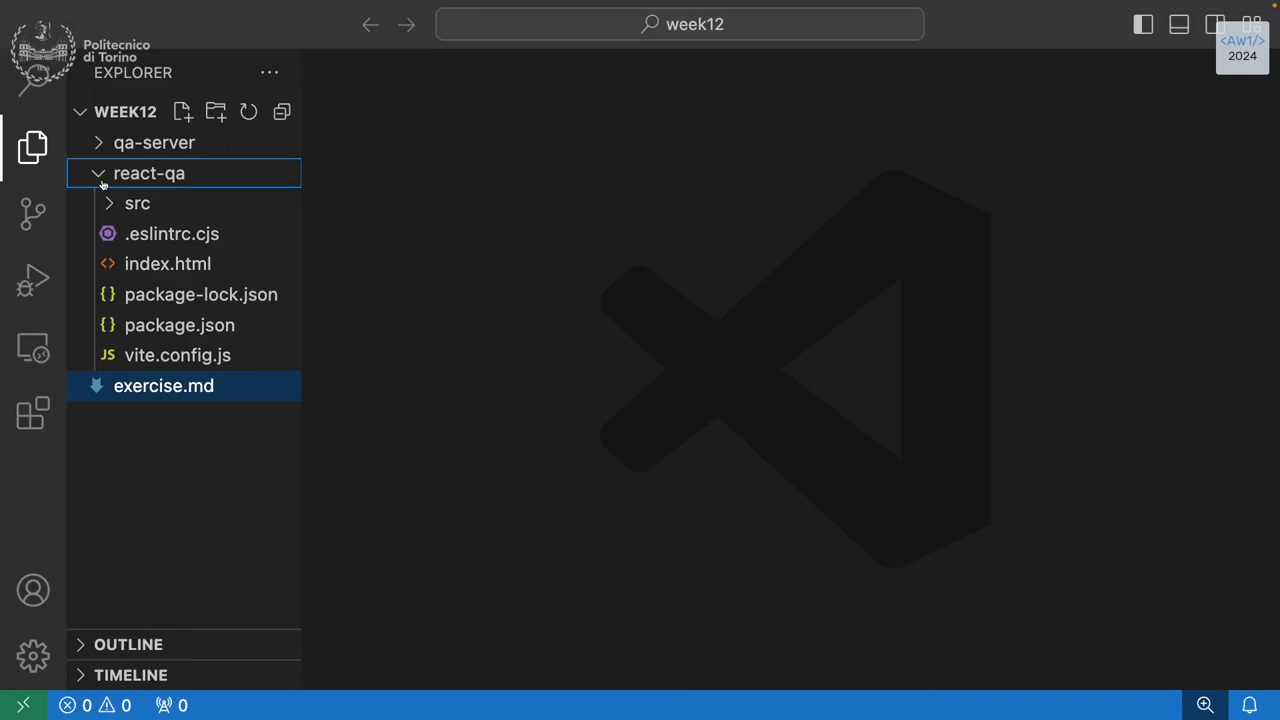 week12
Politecnico
di Torino
<AW1/>
2024
EXPLORER
WEEK12
qa-server
react-qa
src
.eslintrc.cjs
<> index.html
{} package-lock.json
{} package.json
JS vite.config.js
exercise.md
OUTLINE
TIMELINE
0 0 0